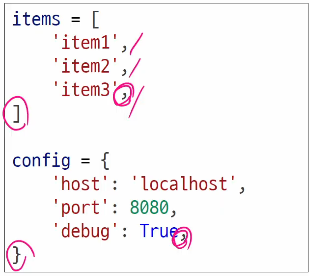 items = [
    'item1',
    'item2',
    'item3',
]

config = {
    'host': 'localhost',
    'port': 8080,
    'debug': True,
}